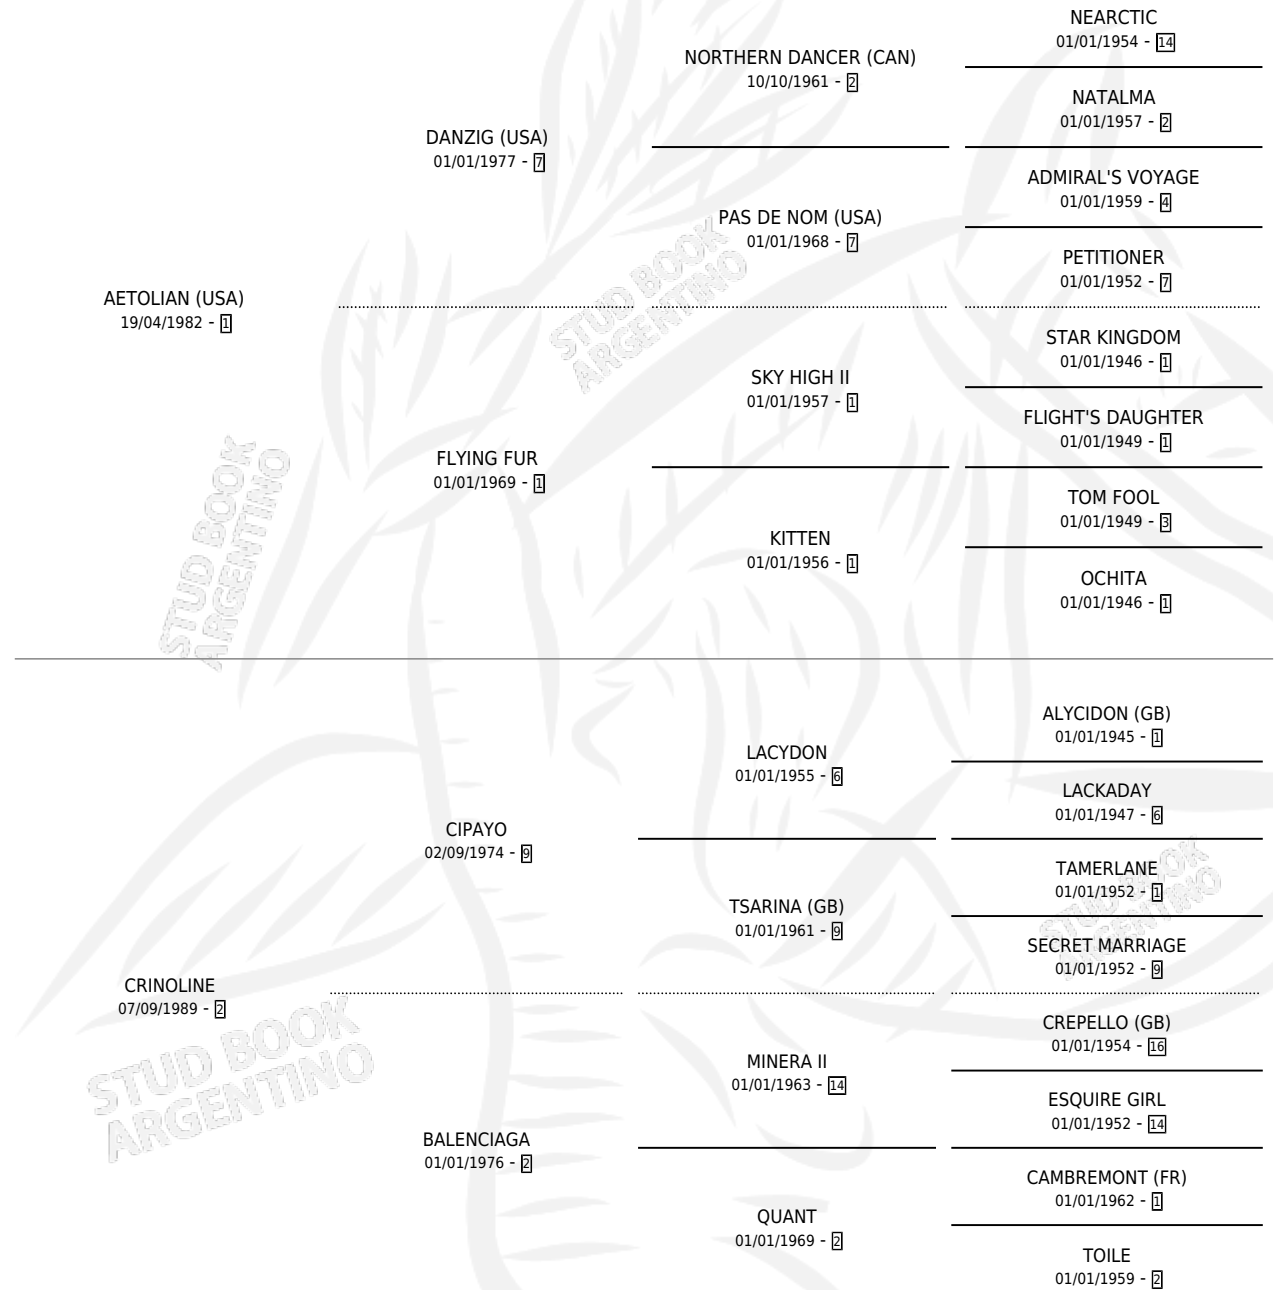 NEARCTIC
01/01/1954 - 14
NORTHERN DANCER (CAN)
10/10/1961 - 2
NATALMA
01/01/1957 - 2
DANZIG (USA)
01/01/1977 - 7
ADMIRAL'S VOYAGE
01/01/1959 - 4
PAS DE NOM (USA)
01/01/1968 - 7
PETITIONER
01/01/1952 - 7
AETOLIAN (USA)
19/04/1982 - 1
STAR KINGDOM
01/01/1946 - 1
SKY HIGH II
01/01/1957 - 1
FLIGHT'S DAUGHTER
01/01/1949 - 1
FLYING FUR
01/01/1969 - 1
TOM FOOL
01/01/1949 - 3
KITTEN
01/01/1956 - 1
OCHITA
01/01/1946 - 1
STUD BOOK
ARGENTINO
STUD BOOK
ARGENTINO
ALYCIDON (GB)
01/01/1945 - 1
LACYDON
01/01/1955 - 6
LACKADAY
01/01/1947 - 6
CIPAYO
02/09/1974 - 9
TAMERLANE
01/01/1952 - 1
TSARINA (GB)
01/01/1961 - 9
SECRET MARRIAGE
01/01/1952 - 9
STUD BOOK
ARGENTINO
CRINOLINE
07/09/1989 - 2
CREPELLO (GB)
01/01/1954 - 16
MINERA II
01/01/1963 - 14
ESQUIRE GIRL
01/01/1952 - 14
BALENCIAGA
01/01/1976 - 2
CAMBREMONT (FR)
01/01/1962 - 1
QUANT
01/01/1969 - 2
TOILE
01/01/1959 - 2
STUD BOOK
ARGENTINO